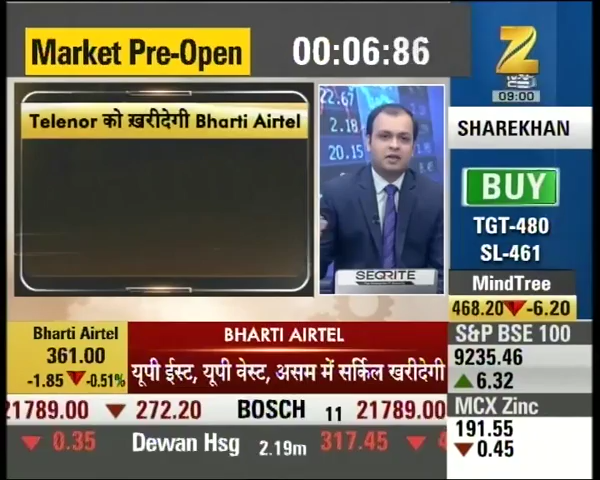 Market Pre-Open
00:06:86
Z
09:00
Telenor को ख़रीदेगी Bharti Airtel
22.67
2.18
20.15
SEQRITE
SHAREKHAN
BUY
TGT-480
SL-461
MindTree
468.20 -6.20
S&P BSE 100
9235.46
6.32
MCX Zinc
191.55
0.45
Bharti Airtel
361.00
-1.85 -0.51%
BHARTI AIRTEL
यूपी ईस्ट, यूपी वेस्ट, असम में सर्किल खरीदेगी
21789.00 272.20 BOSCH 11 21789.00
0.35 Dewan Hsg 2.19m 317.45 4